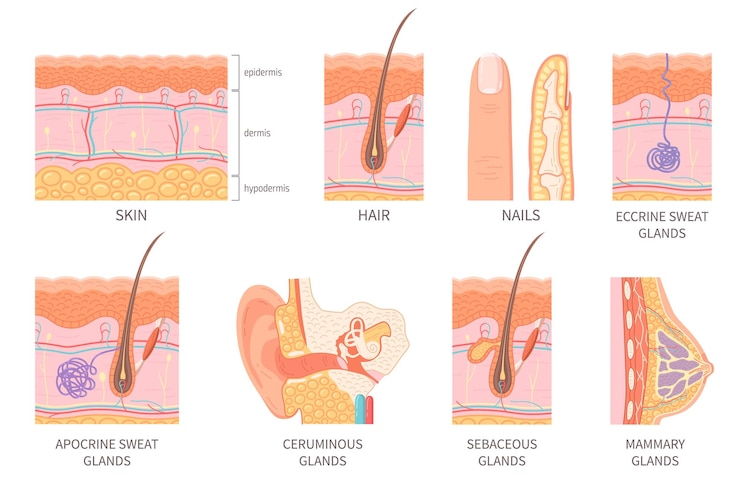 epidermis
dermis
hypodermis
SKIN
HAIR
NAILS
ECCRINE SWEAT
GLANDS
APOCRINE SWEAT
GLANDS
CERUMINOUS
GLANDS
SEBACEOUS
GLANDS
MAMMARY
GLANDS